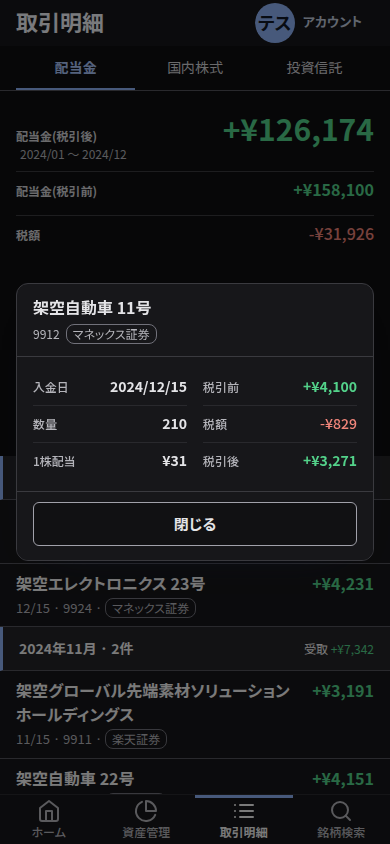 取引明細
テス アカウント
配当金 国内株式 投資信託
配当金(税引後) +¥126,174
2024/01 〜 2024/12
配当金(税引前) +¥158,100
税額 -¥31,926
架空自動車 11号
9912 マネックス証券
入金日 2024/12/15 税引前 +¥4,100
数量 210 税額 -¥829
1株配当 ¥31 税引後 +¥3,271
閉じる
架空エレクトロニクス 23号 +¥4,231
12/15・9924・マネックス証券
2024年11月・2件 受取 +¥7,342
架空グローバル先端素材ソリューション +¥3,191
ホールディングス
11/15・9911・楽天証券
架空自動車 22号 +¥4,151
ホーム 資産管理 取引明細 銘柄検索